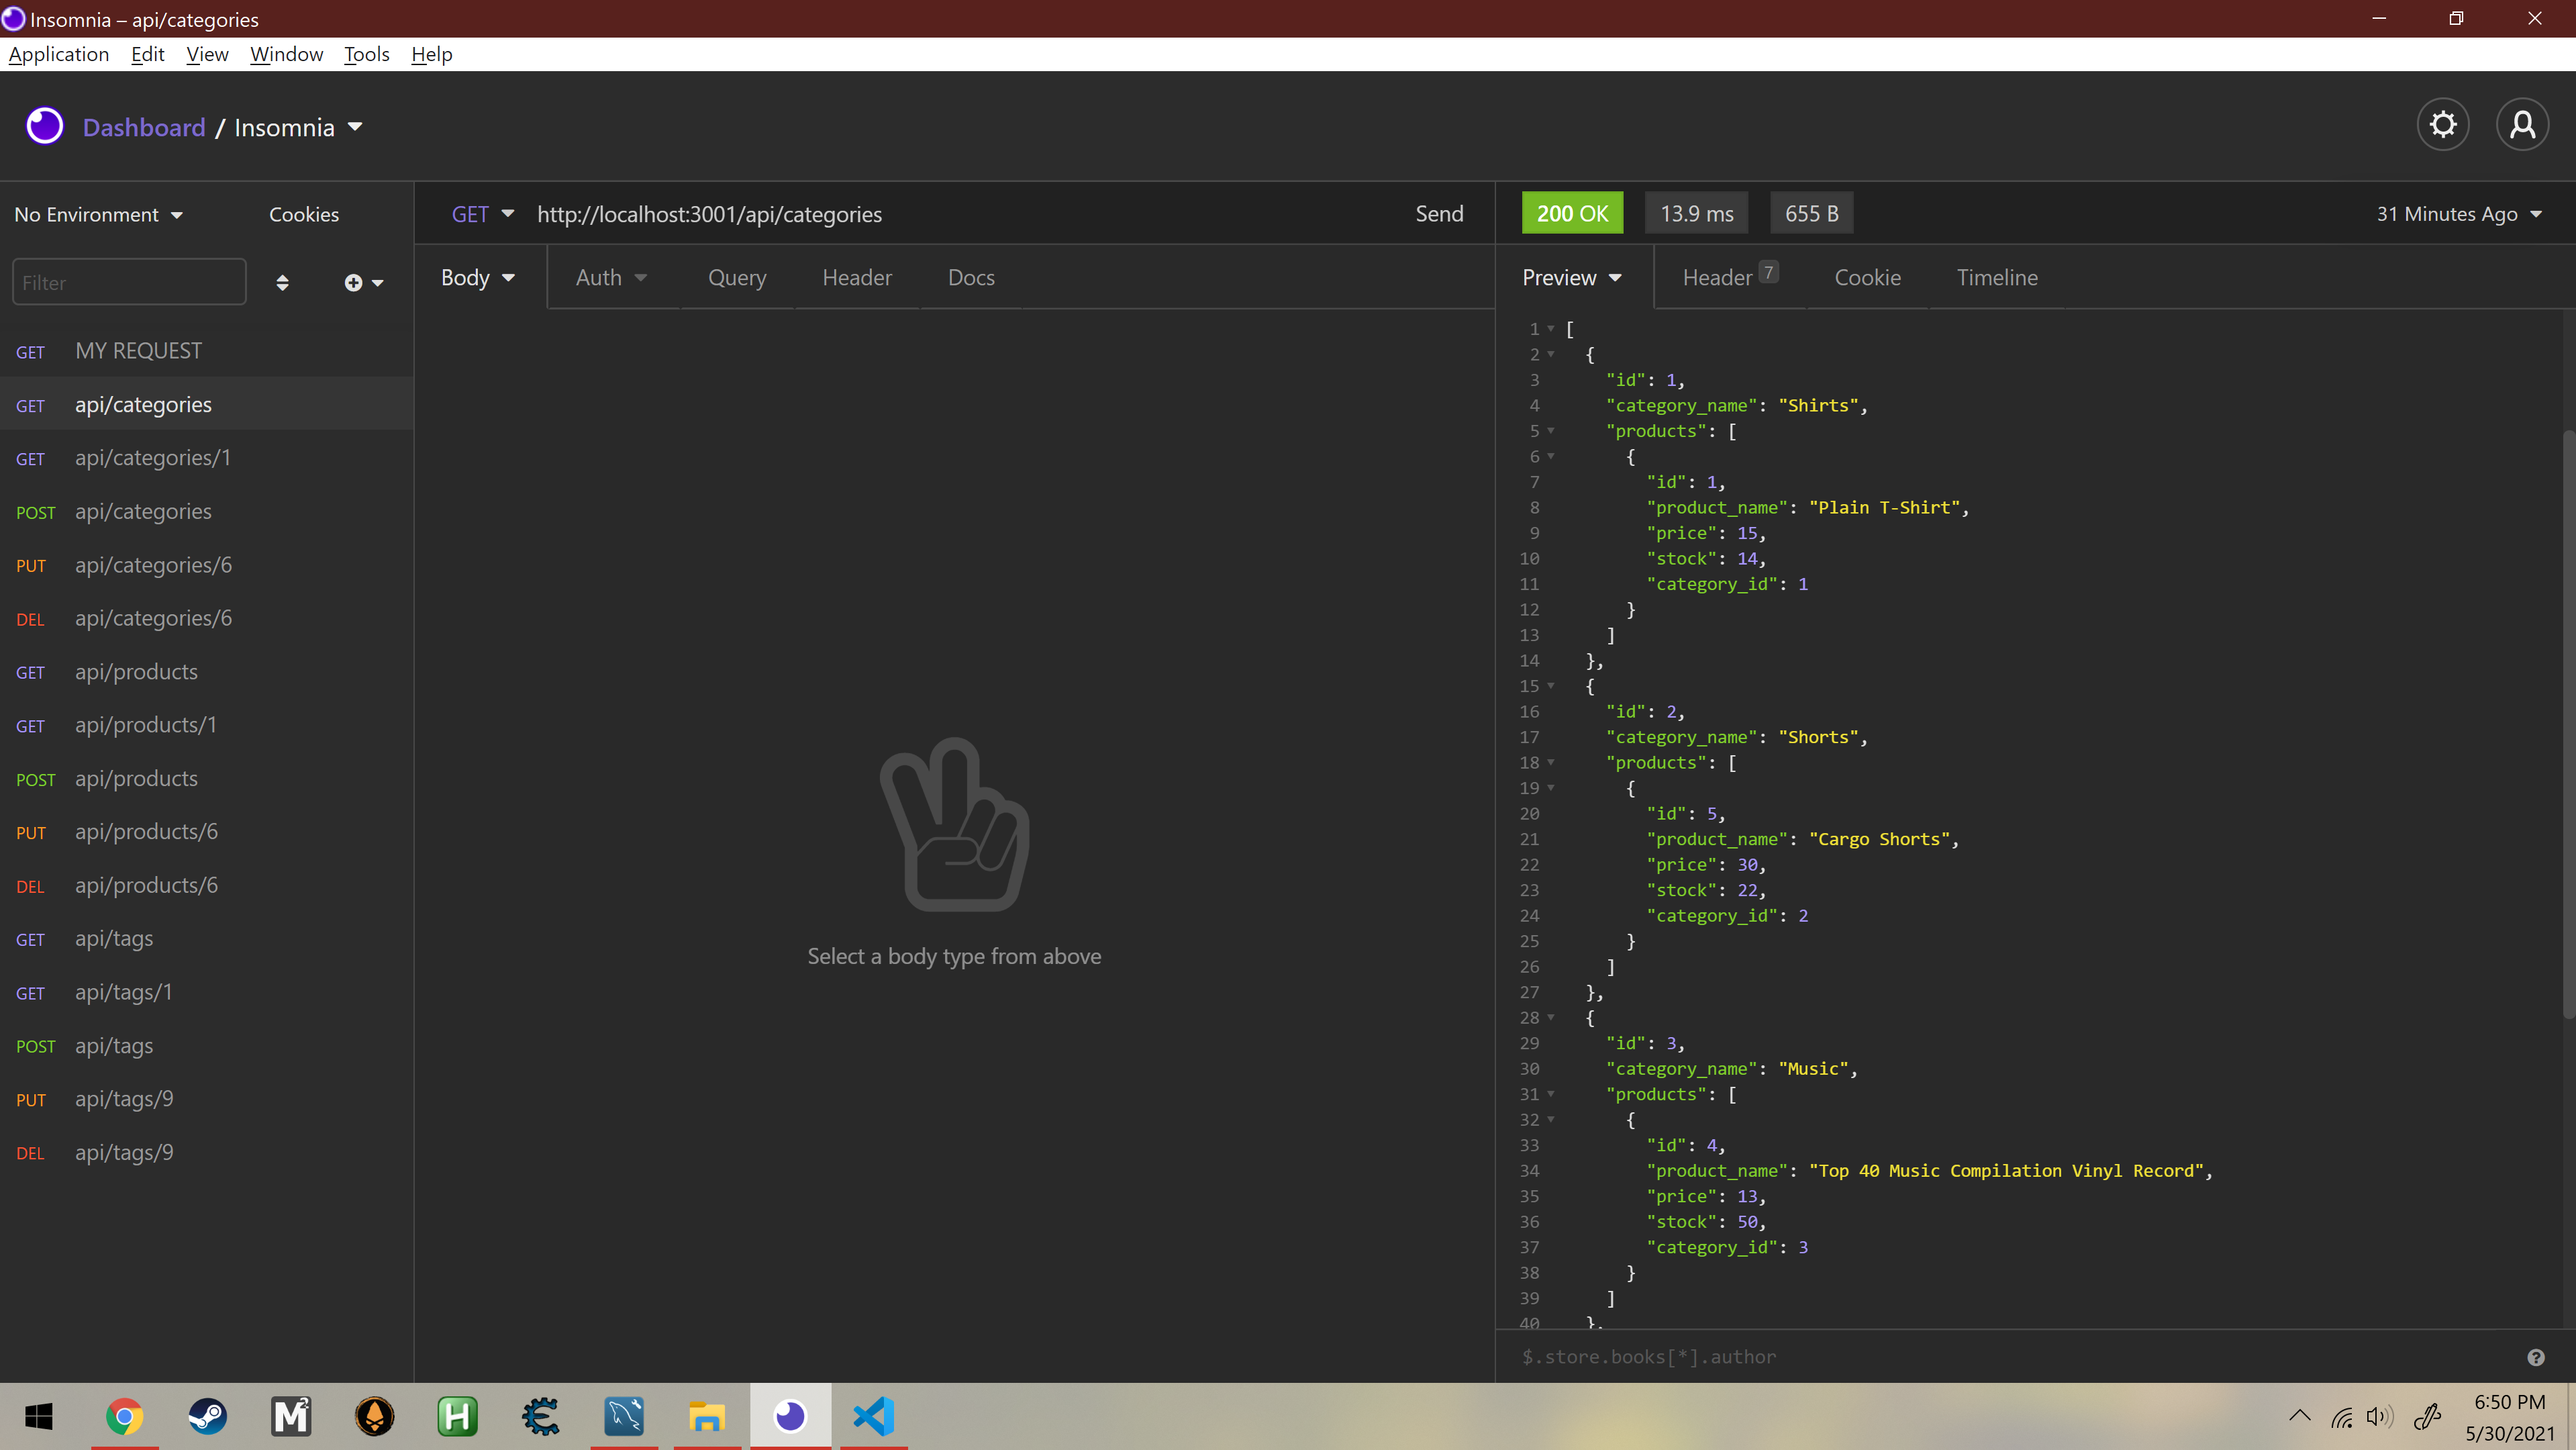 Insomnia – api/categories
Application Edit View Window Tools Help
Dashboard / Insomnia
No Environment Cookies
Filter
GET MY REQUEST
GET api/categories
GET api/categories/1
POST api/categories
PUT api/categories/6
DEL api/categories/6
GET api/products
GET api/products/1
POST api/products
PUT api/products/6
DEL api/products/6
GET api/tags
GET api/tags/1
POST api/tags
PUT api/tags/9
DEL api/tags/9
GET http://localhost:3001/api/categories Send
Body Auth Query Header Docs
Select a body type from above
200 OK 13.9 ms 655 B 31 Minutes Ago
Preview Header 7 Cookie Timeline
1 [
2 {
3 "id": 1,
4 "category_name": "Shirts",
5 "products": [
6 {
7 "id": 1,
8 "product_name": "Plain T-Shirt",
9 "price": 15,
10 "stock": 14,
11 "category_id": 1
12 }
13 ]
14 },
15 {
16 "id": 2,
17 "category_name": "Shorts",
18 "products": [
19 {
20 "id": 5,
21 "product_name": "Cargo Shorts",
22 "price": 30,
23 "stock": 22,
24 "category_id": 2
25 }
26 ]
27 },
28 {
29 "id": 3,
30 "category_name": "Music",
31 "products": [
32 {
33 "id": 4,
34 "product_name": "Top 40 Music Compilation Vinyl Record",
35 "price": 13,
36 "stock": 50,
37 "category_id": 3
38 }
39 ]
40 },
$.store.books[*].author
M2 H
6:50 PM
5/30/2021